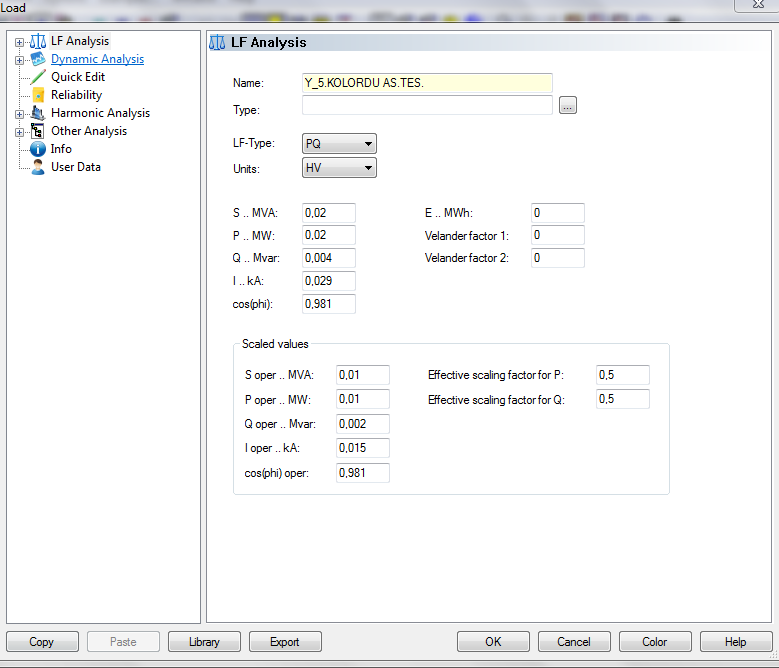 Load
LF Analysis
Dynamic Analysis
Quick Edit
Reliability
Harmonic Analysis
Other Analysis
Info
User Data
LF Analysis
Name: Y_5.KOLORDU AS.TES.
Type: ...
LF-Type: PQ
Units: HV
S .. MVA: 0,02 E .. MWh: 0
P .. MW: 0,02 Velander factor 1: 0
Q .. Mvar: 0,004 Velander factor 2: 0
I .. kA: 0,029
cos(phi): 0,981
Scaled values
S oper .. MVA: 0,01 Effective scaling factor for P: 0,5
P oper .. MW: 0,01 Effective scaling factor for Q: 0,5
Q oper .. Mvar: 0,002
I oper .. kA: 0,015
cos(phi) oper: 0,981
Copy Paste Library Export OK Cancel Color Help